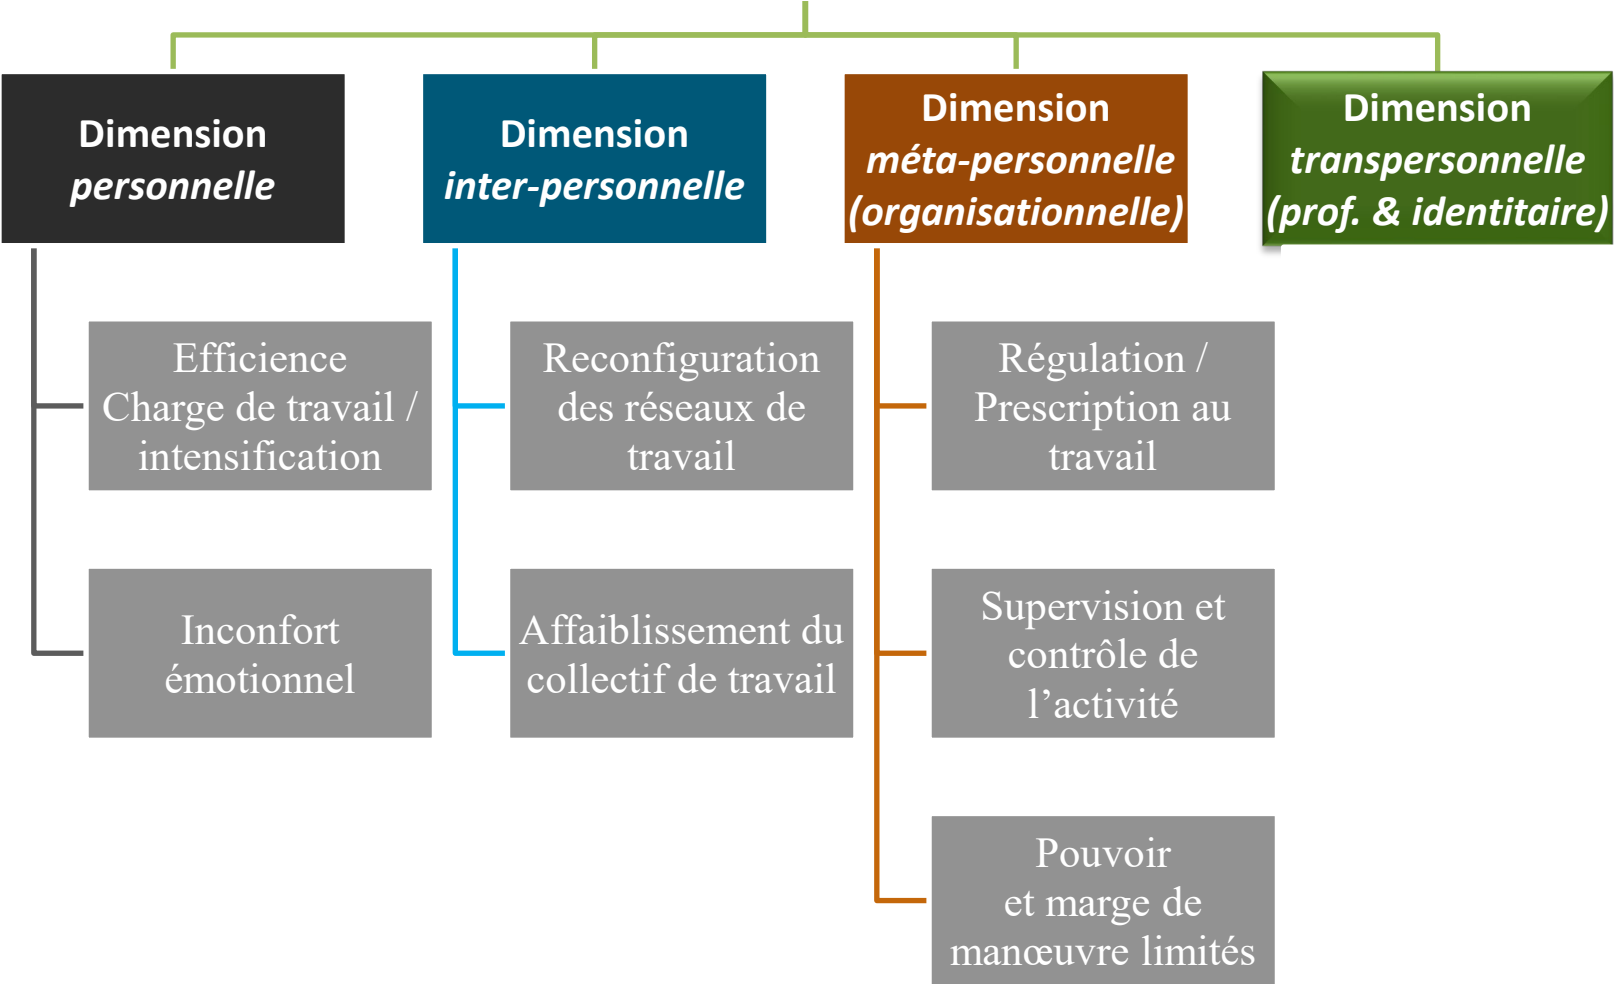 Dimension
personnelle
Dimension
inter-personnelle
Dimension
méta-personnelle
(organisationnelle)
Dimension
transpersonnelle
(prof. & identitaire)
Efficience
Charge de travail /
intensification
Inconfort
émotionnel
Reconfiguration
des réseaux de
travail
Affaiblissement du
collectif de travail
Régulation /
Prescription au
travail
Supervision et
contrôle de
l’activité
Pouvoir
et marge de
manœuvre limités